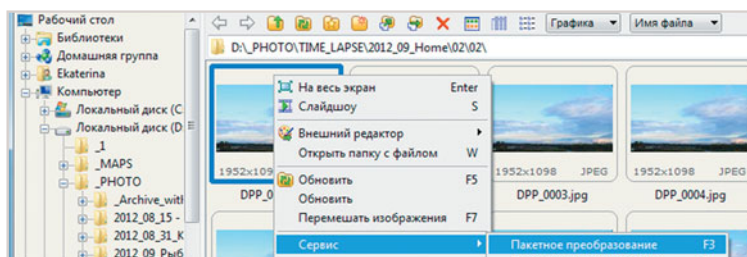 Рабочий стол
Библиотеки
Домашняя группа
Ekaterina
Компьютер
Локальный диск (C
Локальный диск (D
_1
_MAPS
_PHOTO
_Archive_with
2012_08_15 -
2012_08_31_K
2012_09_Рыб
Графика
Имя файла
D:\_PHOTO\TIME_LAPSE\2012_09_Home\02\02\
На весь экран Enter
Слайдшоу S
Внешний редактор
Открыть папку с файлом W
Обновить F5
Обновить
Перемешать изображения F7
Сервис
Пакетное преобразование F3
1952x109
DPP_0
1952x1098 JPEG
DPP_0003.jpg
1952x1098 JPEG
DPP_0004.jpg